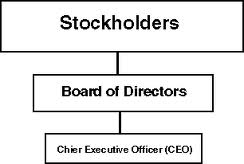 Stockholders
Board of Directors
Chier Executive Officer (CEO)